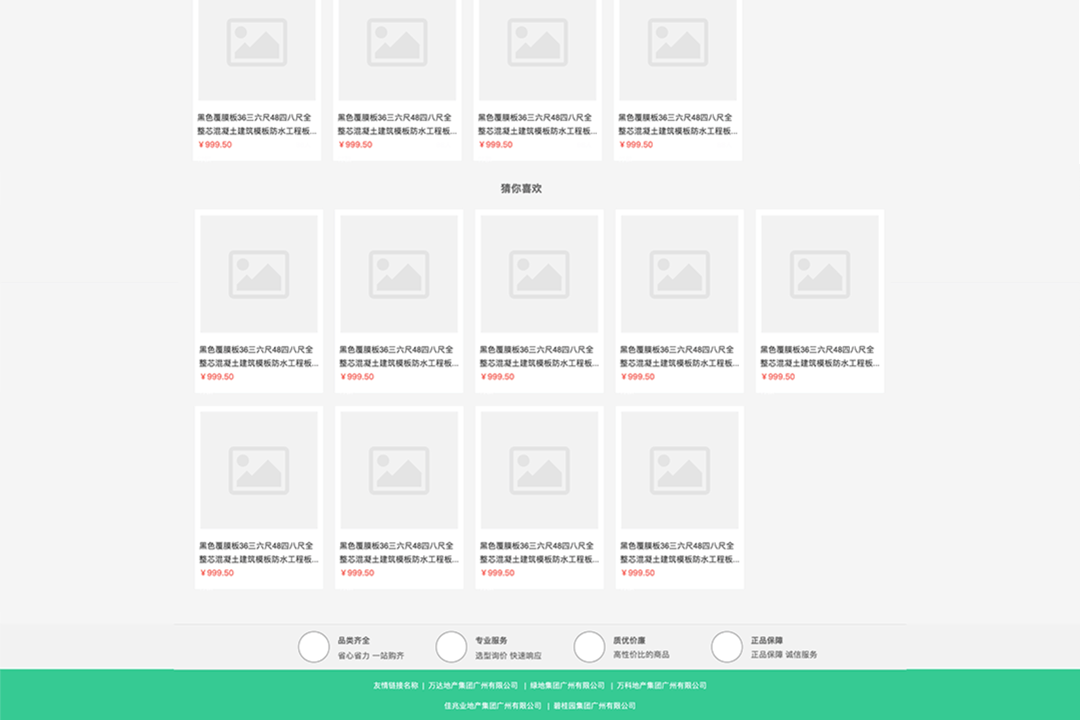 黑色覆膜板36三六尺48四八尺全
整芯混凝土建筑模板防水工程板...
￥999.50
黑色覆膜板36三六尺48四八尺全
整芯混凝土建筑模板防水工程板...
￥999.50
黑色覆膜板36三六尺48四八尺全
整芯混凝土建筑模板防水工程板...
￥999.50
黑色覆膜板36三六尺48四八尺全
整芯混凝土建筑模板防水工程板...
￥999.50
猜你喜欢
黑色覆膜板36三六尺48四八尺全
整芯混凝土建筑模板防水工程板...
￥999.50
黑色覆膜板36三六尺48四八尺全
整芯混凝土建筑模板防水工程板...
￥999.50
黑色覆膜板36三六尺48四八尺全
整芯混凝土建筑模板防水工程板...
￥999.50
黑色覆膜板36三六尺48四八尺全
整芯混凝土建筑模板防水工程板...
￥999.50
黑色覆膜板36三六尺48四八尺全
整芯混凝土建筑模板防水工程板...
￥999.50
黑色覆膜板36三六尺48四八尺全
整芯混凝土建筑模板防水工程板...
￥999.50
黑色覆膜板36三六尺48四八尺全
整芯混凝土建筑模板防水工程板...
￥999.50
黑色覆膜板36三六尺48四八尺全
整芯混凝土建筑模板防水工程板...
￥999.50
黑色覆膜板36三六尺48四八尺全
整芯混凝土建筑模板防水工程板...
￥999.50
品类齐全
省心省力 一站购齐
专业服务
选型询价 快速响应
质优价廉
高性价比的商品
正品保障
正品保障 诚信服务
友情链接名称 | 万达地产集团广州有限公司 | 绿地集团广州有限公司 | 万科地产集团广州有限公司
佳兆业地产集团广州有限公司 | 碧桂园集团广州有限公司